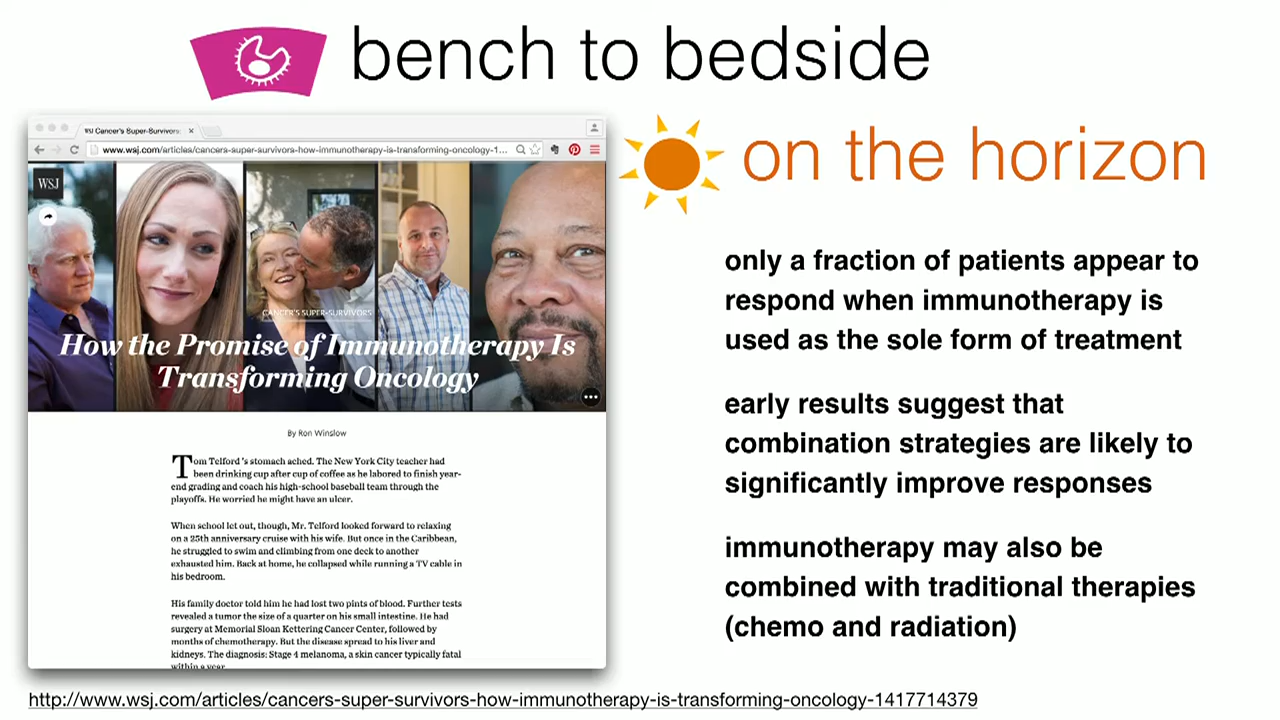 bench to bedside
WSJ Cancer's Super-Survivors:
www.wsj.com/articles/cancers-super-survivors-how-immunotherapy-is-transforming-oncology-1...
WSJ
CANCER'S SUPER-SURVIVORS
How the Promise of Immunotherapy Is
Transforming Oncology
By Ron Winslow
Tom Telford's stomach ached. The New York City teacher had
been drinking cup after cup of coffee as he labored to finish year-
end grading and coach his high-school baseball team through the
playoffs. He worried he might have an ulcer.
When school let out, though, Mr. Telford looked forward to relaxing
on a 25th anniversary cruise with his wife. But once in the Caribbean,
he struggled to swim and climbing from one deck to another
exhausted him. Back at home, he collapsed while running a TV cable in
his bedroom.
His family doctor told him he had lost two pints of blood. Further tests
revealed a tumor the size of a quarter on his small intestine. He had
surgery at Memorial Sloan Kettering Cancer Center, followed by
months of chemotherapy. But the disease spread to his liver and
kidneys. The diagnosis: Stage 4 melanoma, a skin cancer typically fatal
within a year.
on the horizon
only a fraction of patients appear to
respond when immunotherapy is
used as the sole form of treatment
early results suggest that
combination strategies are likely to
significantly improve responses
immunotherapy may also be
combined with traditional therapies
(chemo and radiation)
http://www.wsj.com/articles/cancers-super-survivors-how-immunotherapy-is-transforming-oncology-1417714379